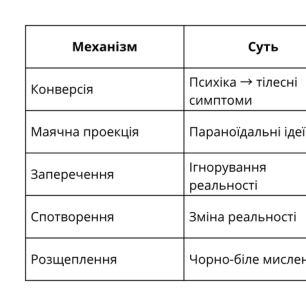 Механізм Суть
Конверсія Психіка → тілесні
симптоми
Маячна проекція Параноїдальні ідеї
Заперечення Ігнорування
реальності
Спотворення Зміна реальності
Розщеплення Чорно-біле мислен